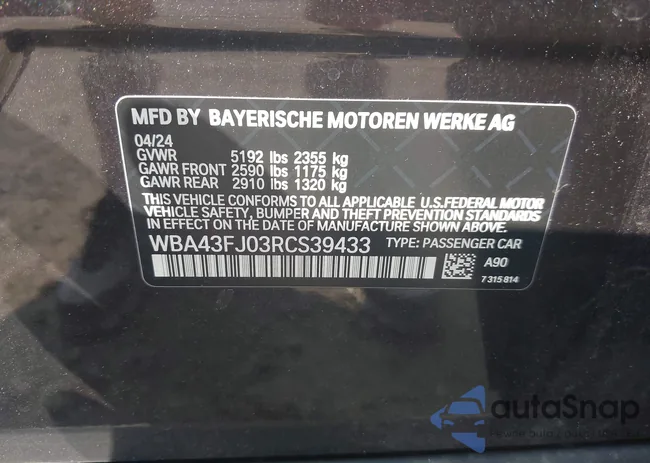 MFD BY BAYERISCHE MOTOREN WERKE AG
04/24
GVWR 5192 lbs 2355 kg
GAWR FRONT 2590 lbs 1175 kg
GAWR REAR 2910 lbs 1320 kg
THIS VEHICLE CONFORMS TO ALL APPLICABLE U.S.FEDERAL MOTOR
VEHICLE SAFETY, BUMPER, AND THEFT PREVENTION STANDARDS
IN EFFECT ON THE DATE OF MANUFACTURE SHOWN ABOVE.
WBA43FJ03RCS39433 TYPE: PASSENGER CAR
A90
7 315 814
autaSnap